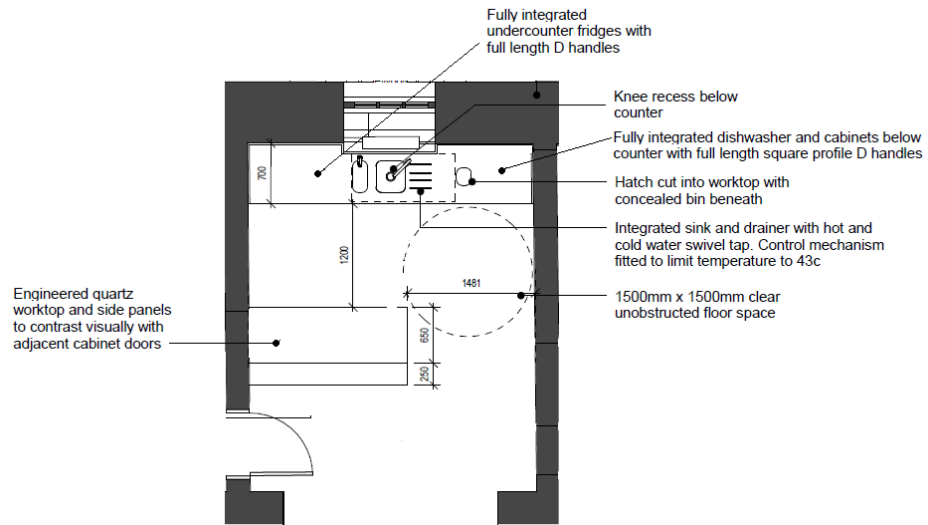 Fully integrated
undercounter fridges with
full length D handles
Knee recess below
counter
Fully integrated dishwasher and cabinets below
counter with full length square profile D handles
Hatch cut into worktop with
concealed bin beneath
Integrated sink and drainer with hot and
cold water swivel tap. Control mechanism
fitted to limit temperature to 43c
1500mm x 1500mm clear
unobstructed floor space
Engineered quartz
worktop and side panels
to contrast visually with
adjacent cabinet doors
700
1200
1481
650
250